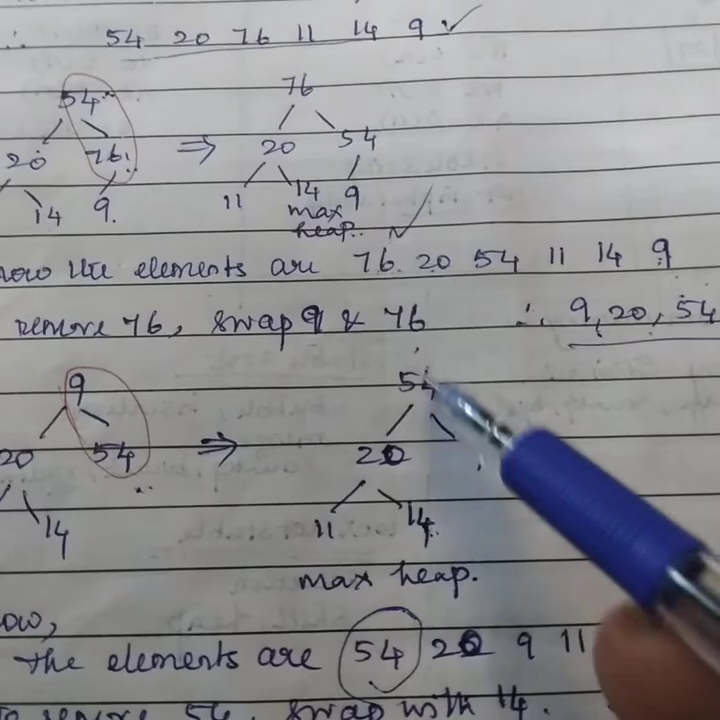 ∴ 54 20 76 11 14 9 ✓
54 76
20 76 ⇒ 20 54
14 9. 11 14 9
max
heap. ✓
now the elements are 76 20 54 11 14 9
remove 76, swap 9 & 76 ∴ 9, 20, 54
9 54
20 54 ⇒ 20
14 11 14
max heap.
now,
the elements are 54 20 9 11
to remove 54, swap with 14.